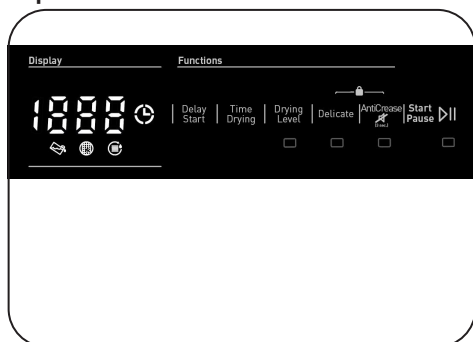 Display
Functions
1888
Delay
Start
Time
Drying
Drying
Level
Delicate
AntiCrease
Start
Pause